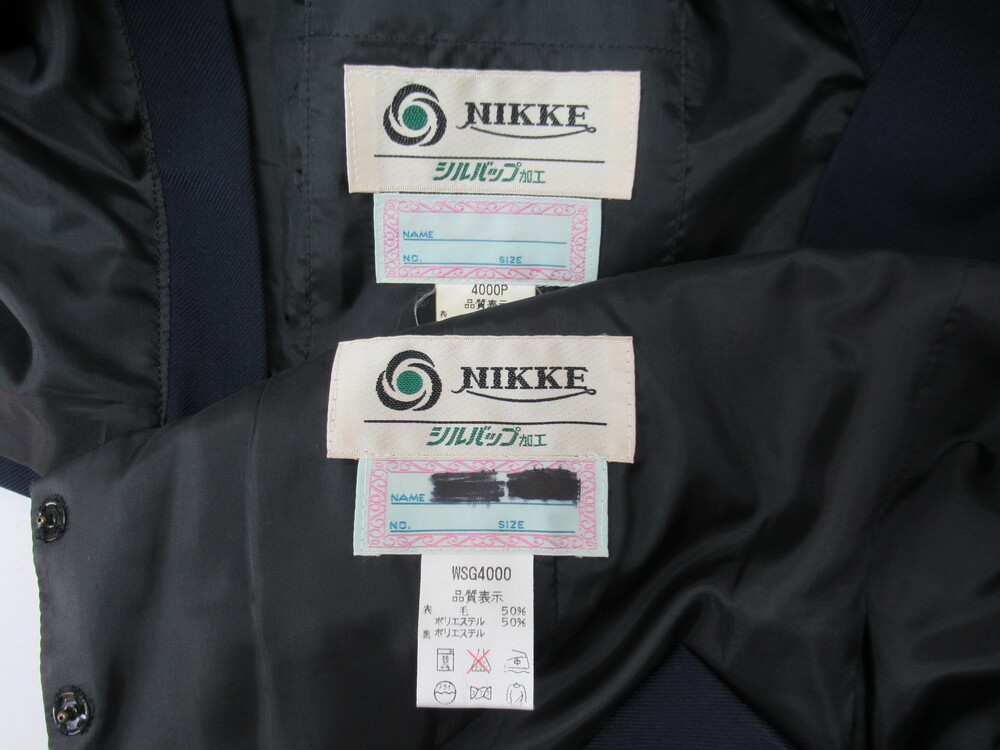 NIKKE
シルバップ加工
NAME
NO. SIZE
4000P
品質表示
表
NIKKE
シルバップ加工
NAME
NO. SIZE
WSG4000
品質表示
表 毛 50%
ポリエステル 50%
裏 ポリエステル
中